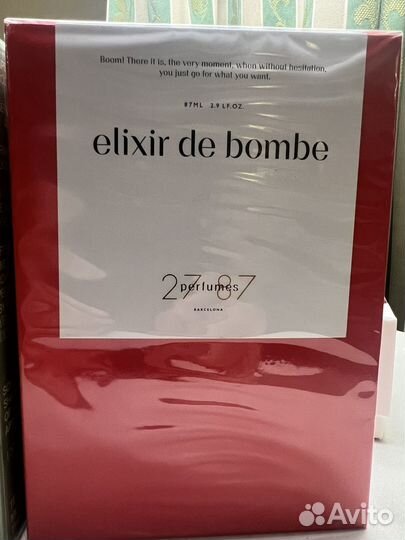 Boom! There it is, the very moment, when without hesitation,
you just go for what you want.
87ML 2.9 LF.OZ.
elixir de bombe
27 87
perfumes
BARCELONA
Avito